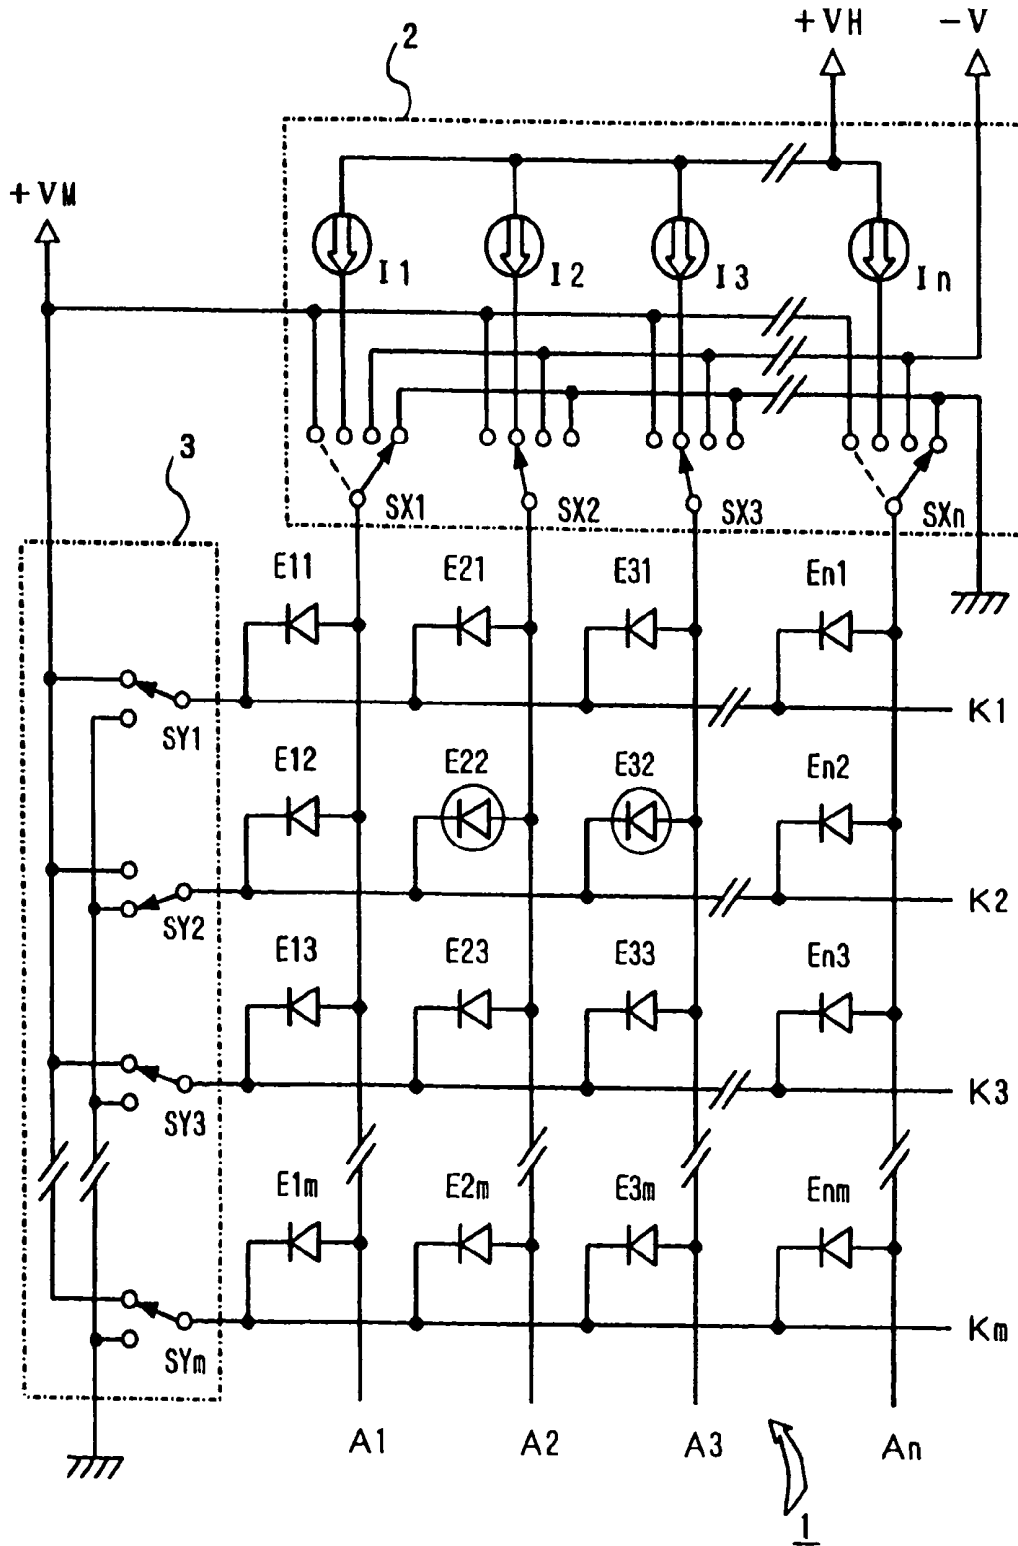 2
+VH
-V
+VM
I1
I2
I3
In
3
SX1
SX2
SX3
SXn
E11
E21
E31
En1
SY1
K1
E12
E22
E32
En2
SY2
K2
E13
E23
E33
En3
SY3
K3
E1m
E2m
E3m
Enm
SYm
Km
A1
A2
A3
An
1